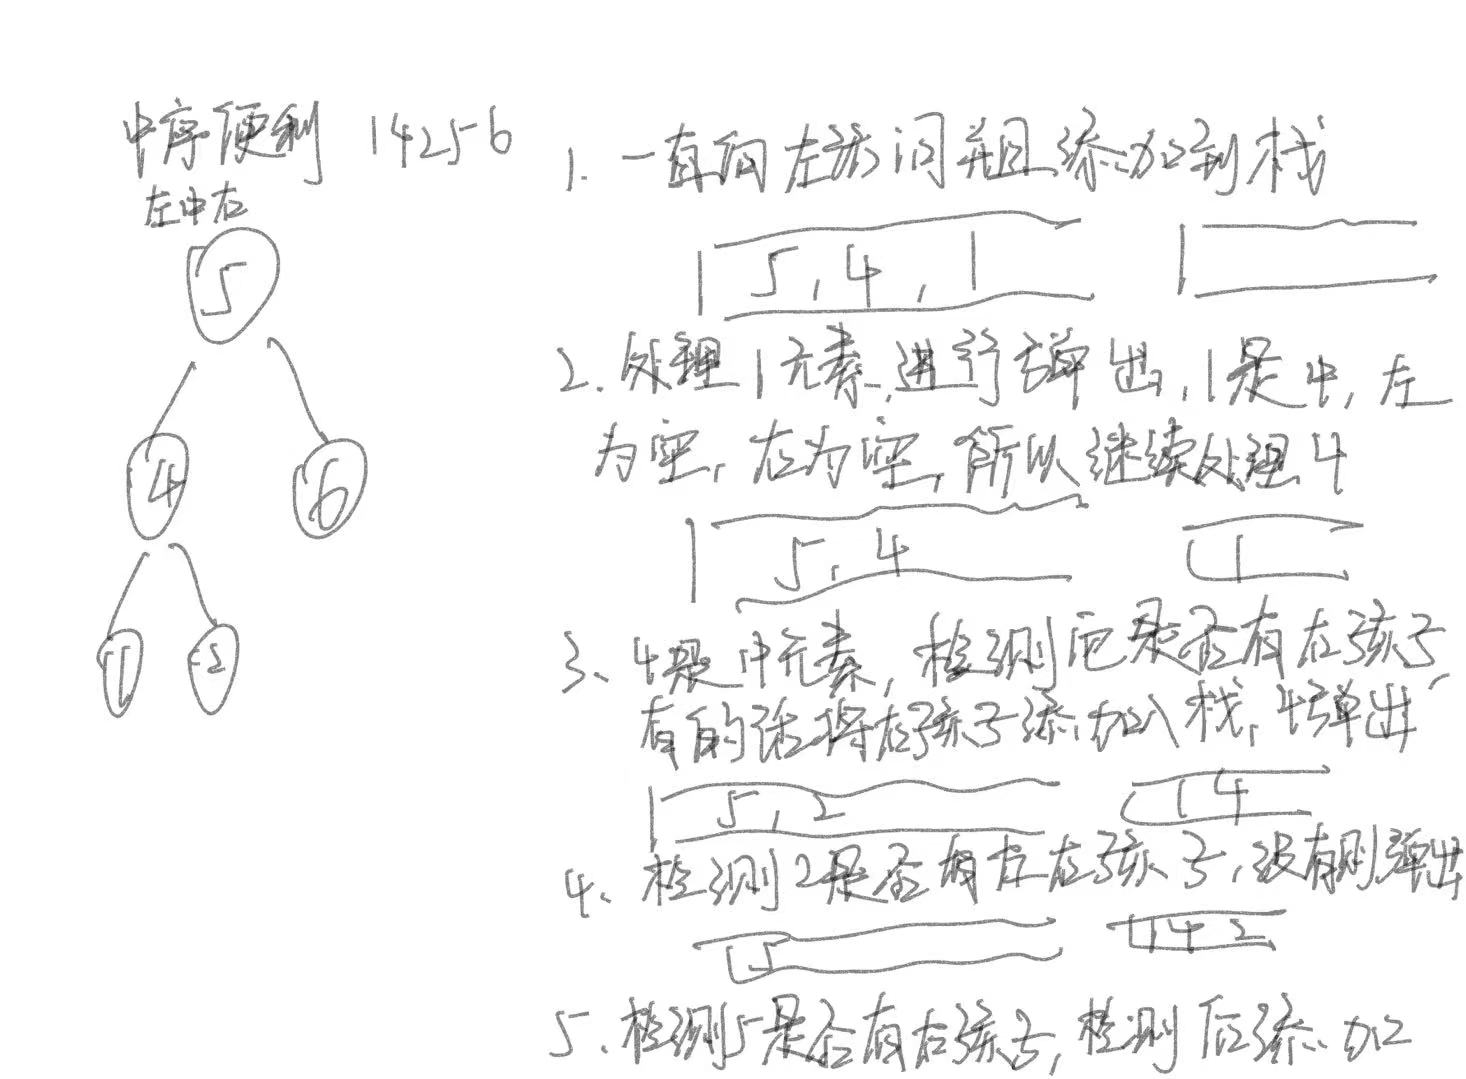 中序便利 14256
左中右
5
4
6
1
2
1. 一直向左访问并且添加到栈
5, 4, 1
2. 处理1元素,进行弹出,1是中,左
为空,右为空,所以继续处理4
5, 4
1
3、4是中元素,检测它是否有右孩子
有的话将右孩子添加入栈,4弹出
5, 2
1 4
4、检测2是否有左右孩子,没有则弹出
5
1 4 2
5、检测5是否有右孩子,检测后添加